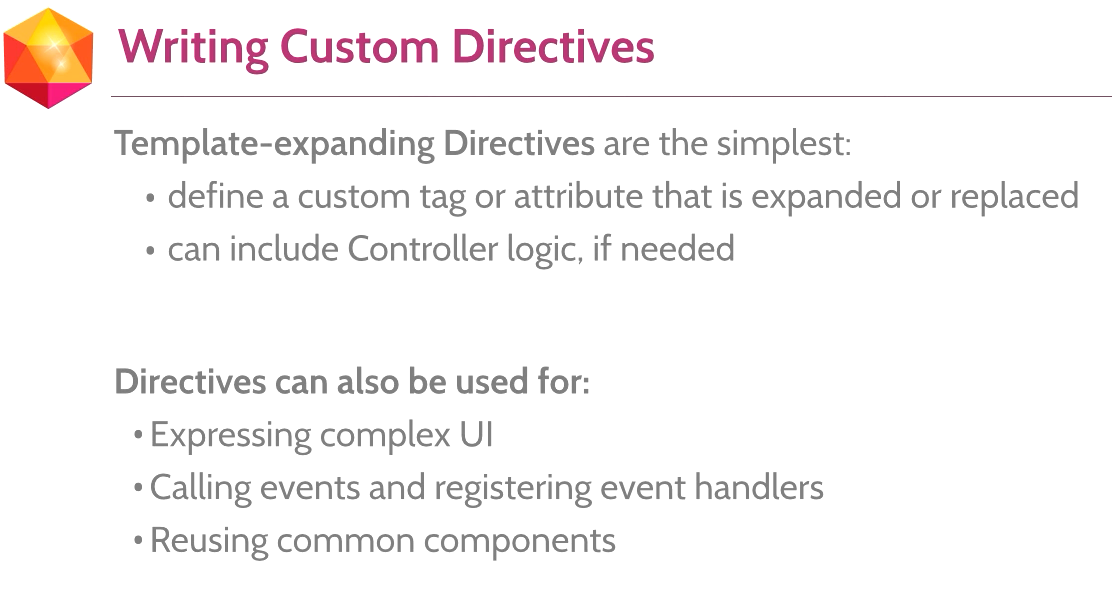 Writing Custom Directives
Template-expanding Directives are the simplest:
• define a custom tag or attribute that is expanded or replaced
• can include Controller logic, if needed
Directives can also be used for:
• Expressing complex UI
• Calling events and registering event handlers
• Reusing common components